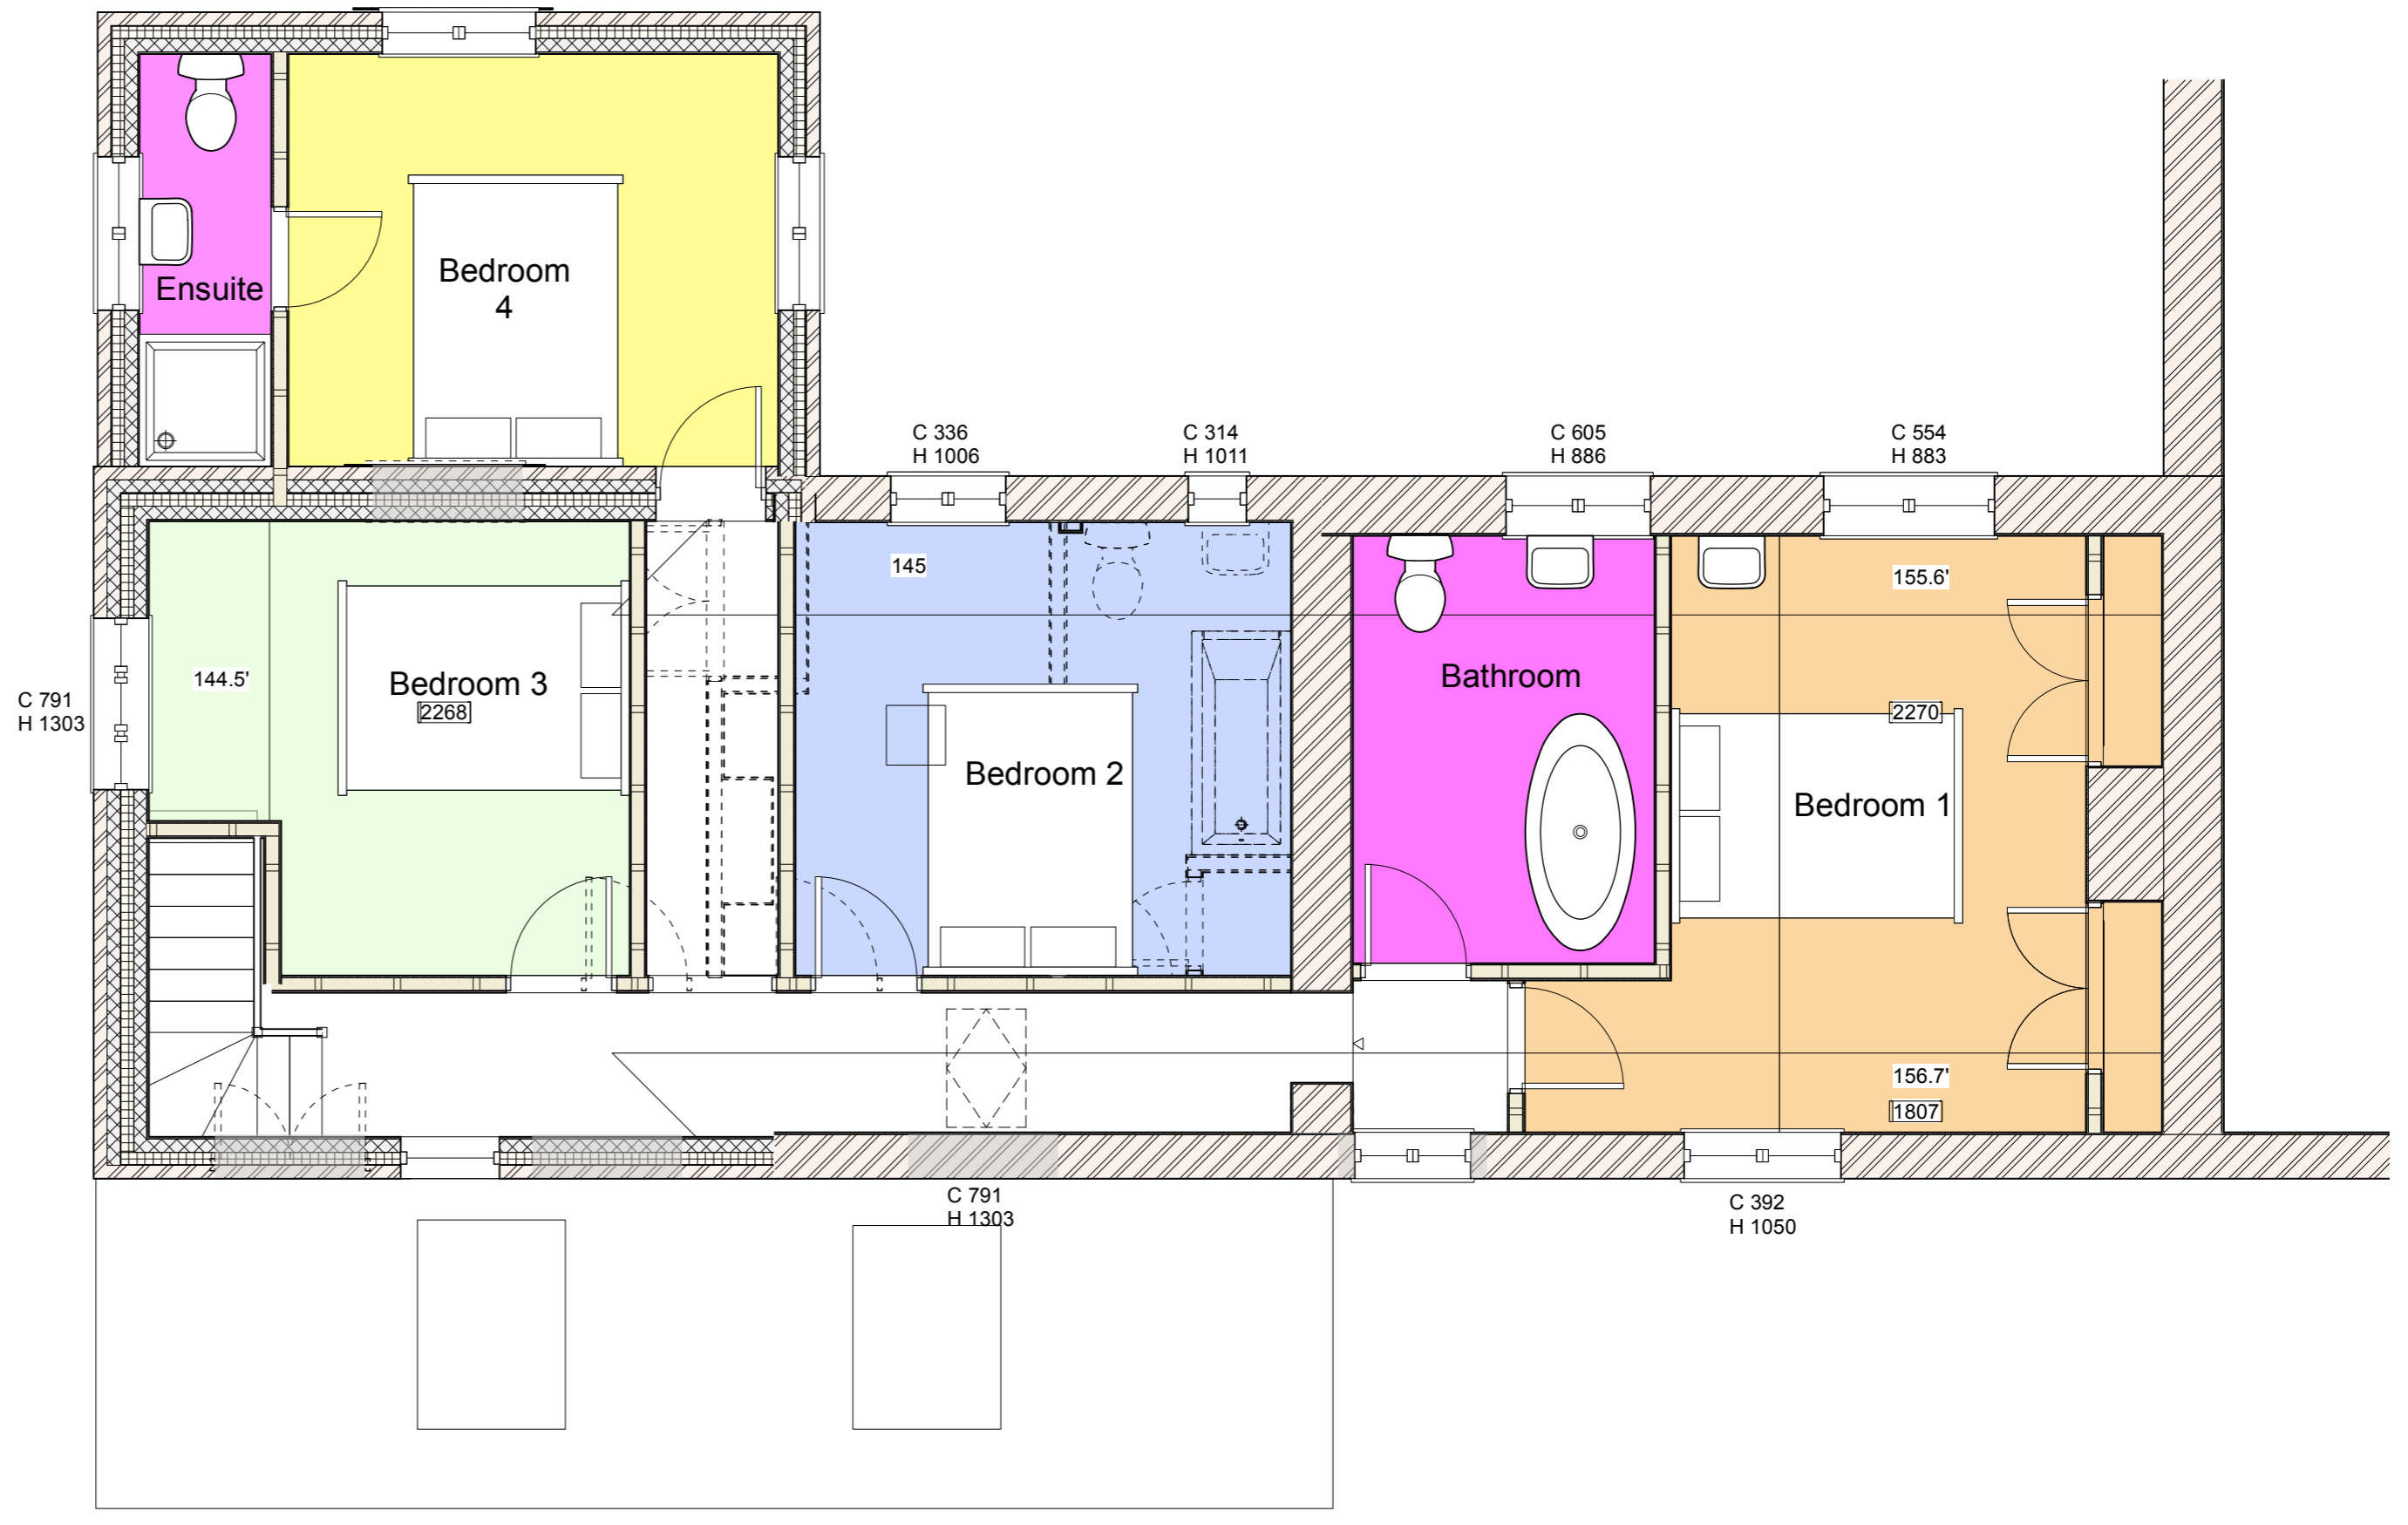 Bedroom
4
Ensuite
C 336
H 1006
C 314
H 1011
C 605
H 886
C 554
H 883
145
155.6'
144.5'
Bedroom 3
2268
C 791
H 1303
Bathroom
2270
Bedroom 2
Bedroom 1
156.7'
1807
C 791
H 1303
C 392
H 1050